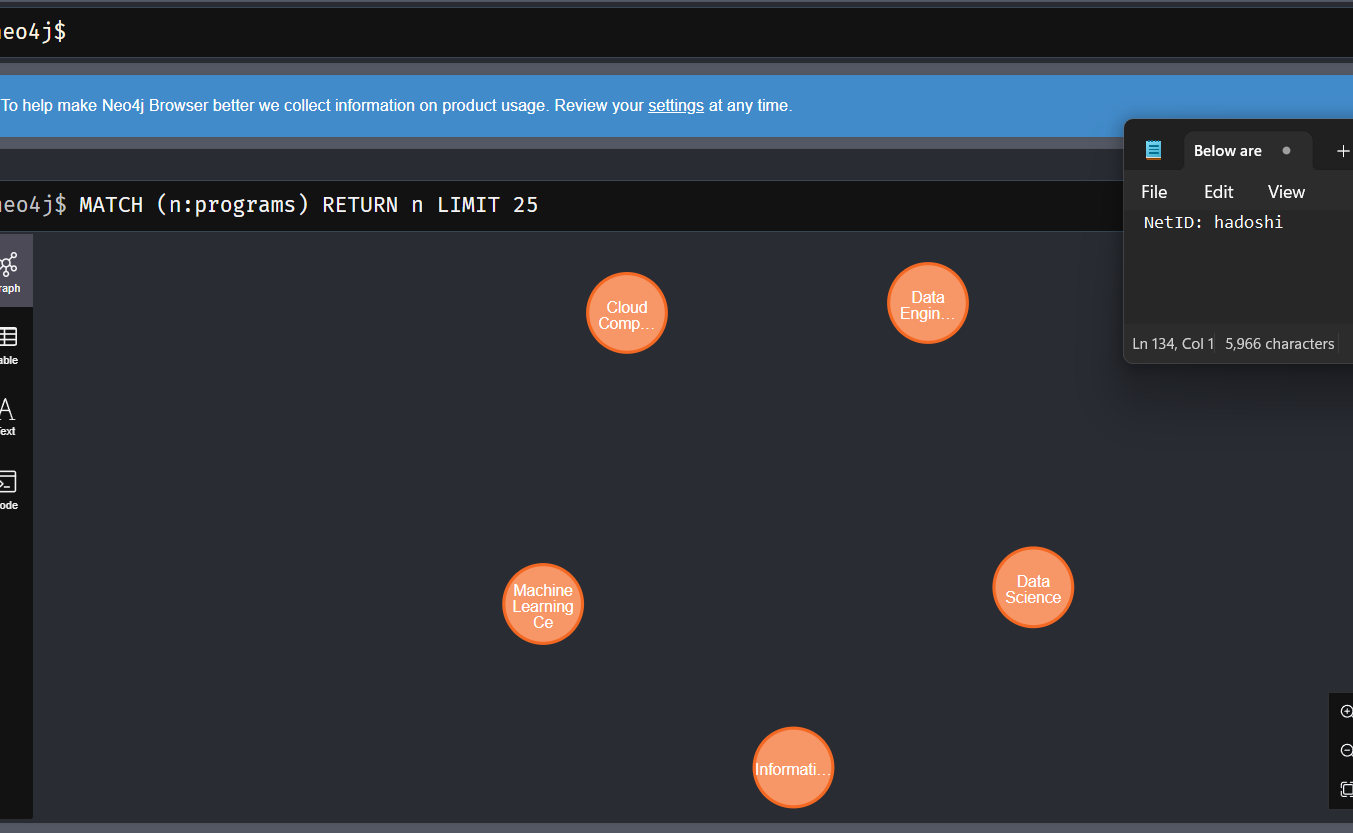 eo4j$
To help make Neo4j Browser better we collect information on product usage. Review your settings at any time.
Below are
File Edit View
NetID: hadoshi
Ln 134, Col 1 5,966 characters
eo4j$ MATCH (n:programs) RETURN n LIMIT 25
raph
able
ext
ode
Cloud
Comp...
Data
Engin...
Machine
Learning
Ce
Data
Science
Informati...